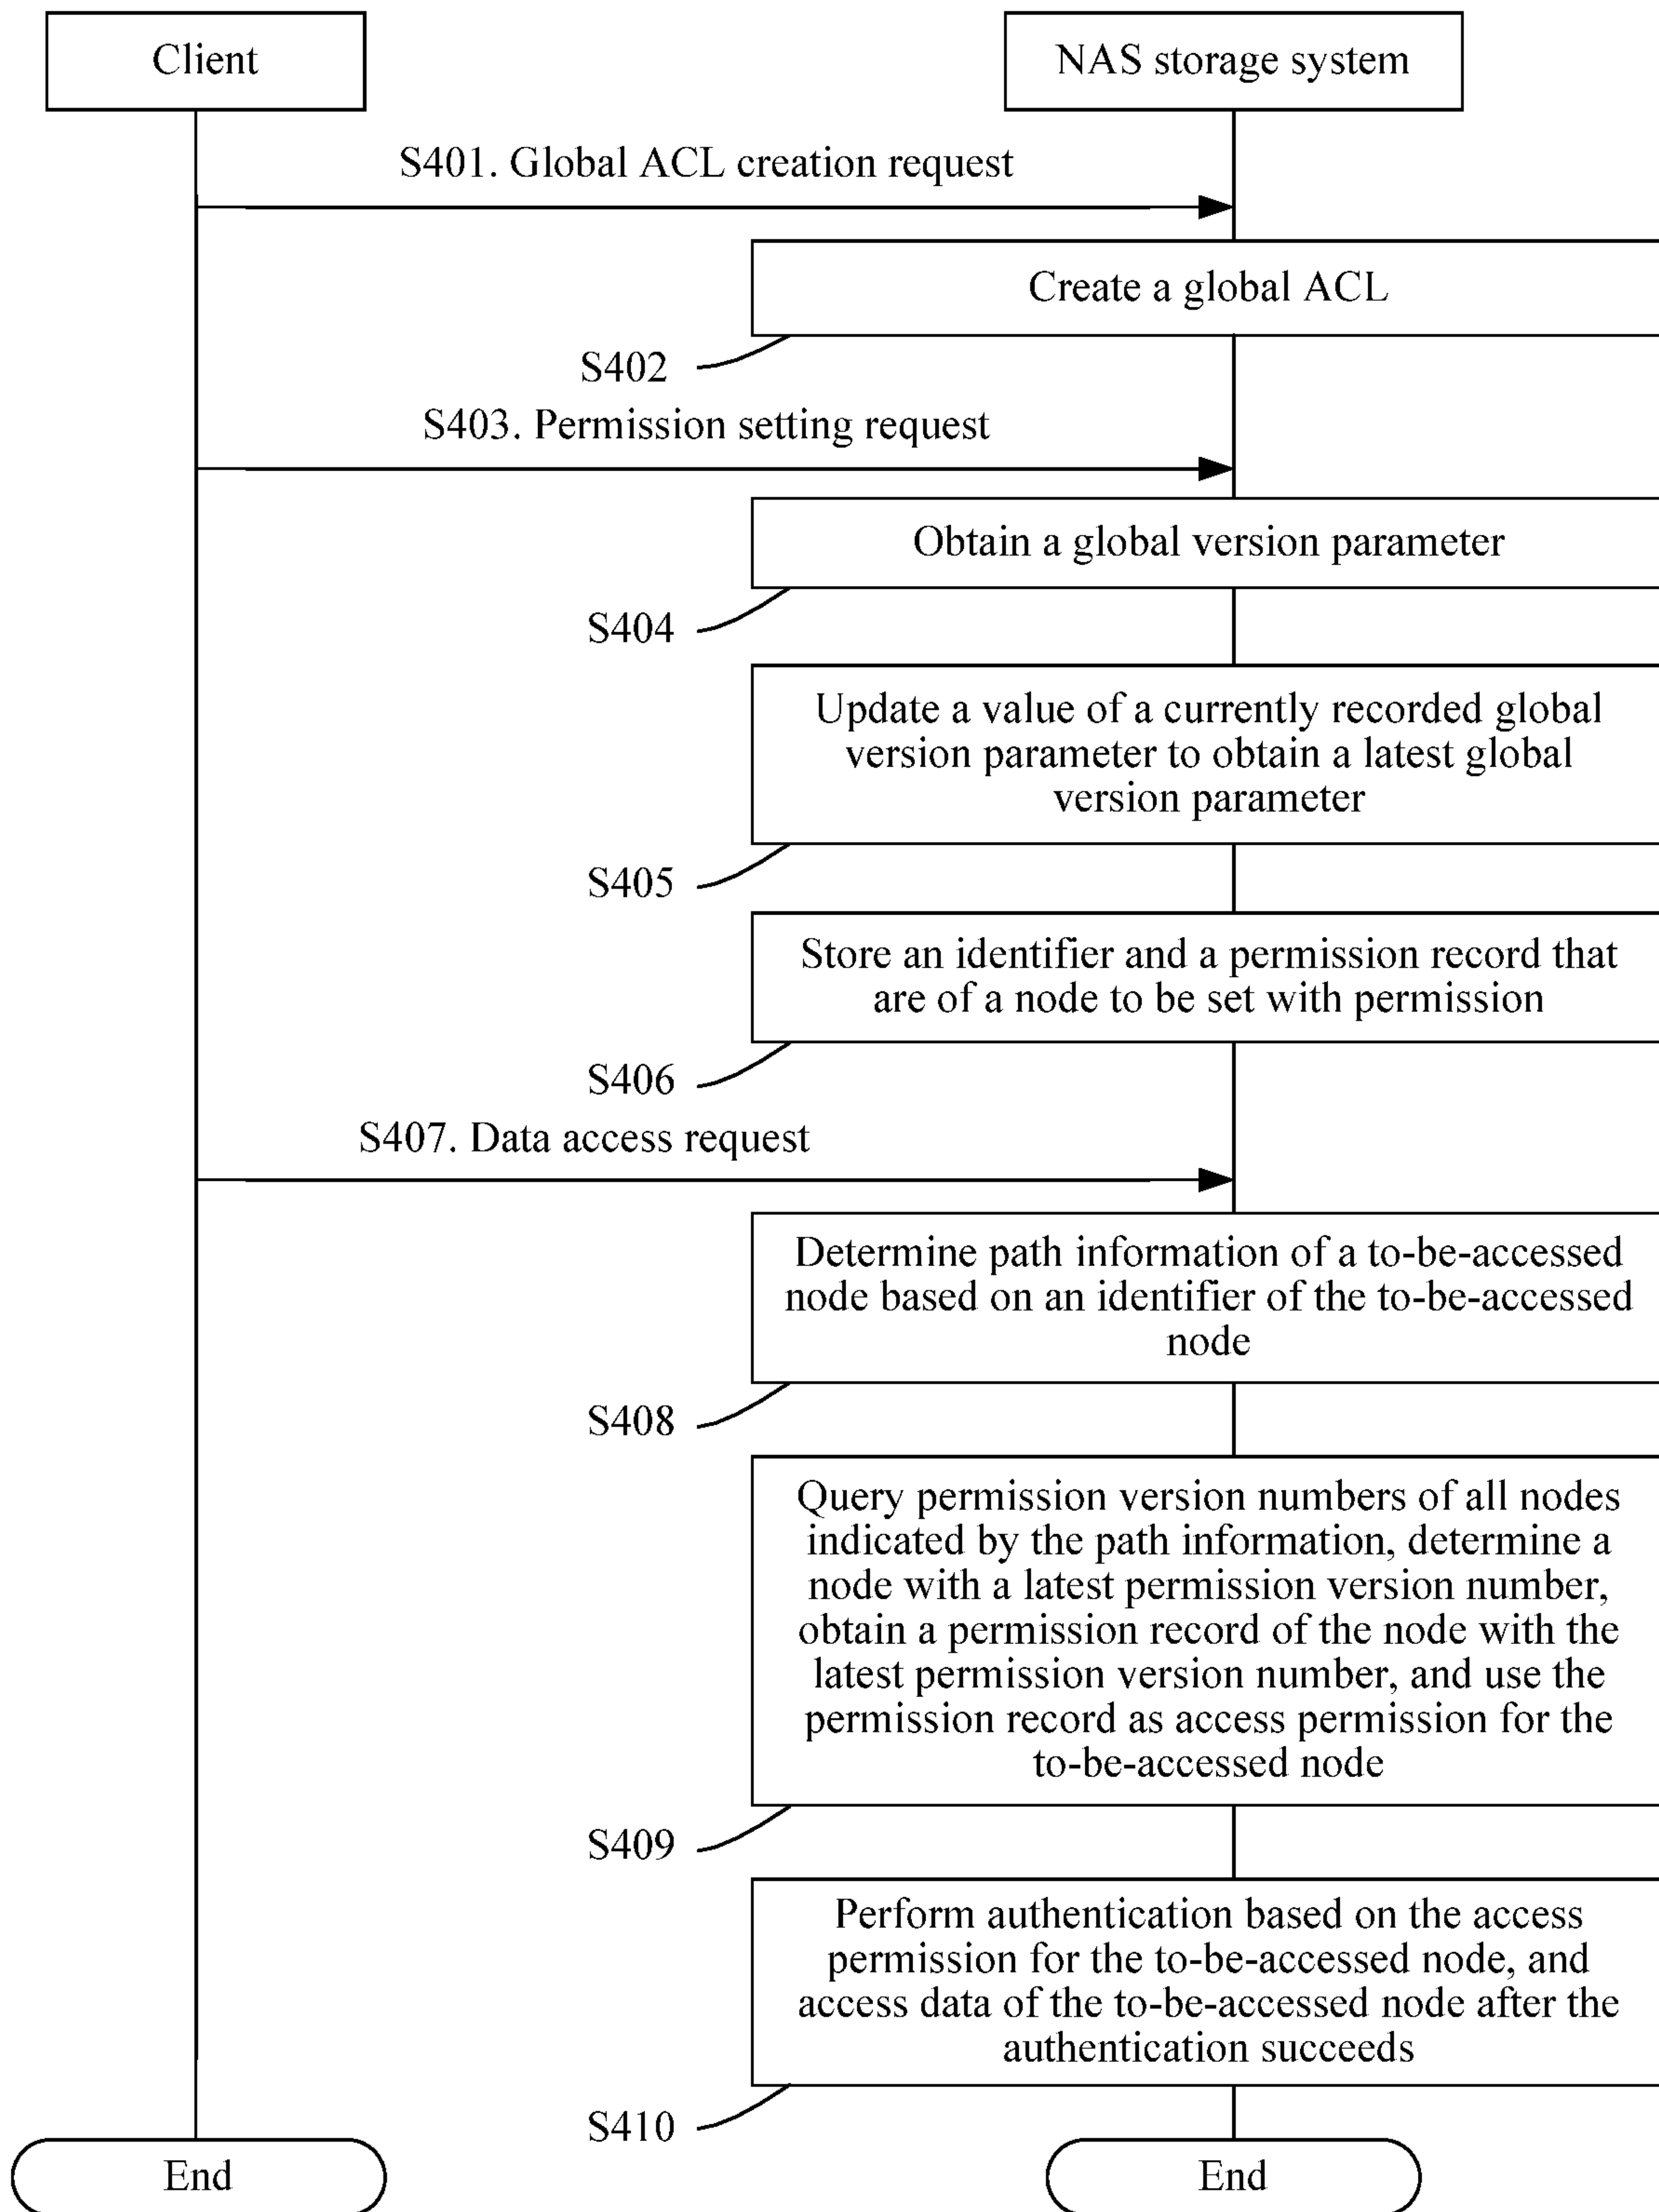 Client
NAS storage system
S401. Global ACL creation request
Create a global ACL
S402
S403. Permission setting request
Obtain a global version parameter
S404
Update a value of a currently recorded global
version parameter to obtain a latest global
version parameter
S405
Store an identifier and a permission record that
are of a node to be set with permission
S406
S407. Data access request
Determine path information of a to-be-accessed
node based on an identifier of the to-be-accessed
node
S408
Query permission version numbers of all nodes
indicated by the path information, determine a
node with a latest permission version number,
obtain a permission record of the node with the
latest permission version number, and use the
permission record as access permission for the
to-be-accessed node
S409
Perform authentication based on the access
permission for the to-be-accessed node, and
access data of the to-be-accessed node after the
authentication succeeds
S410
End
End